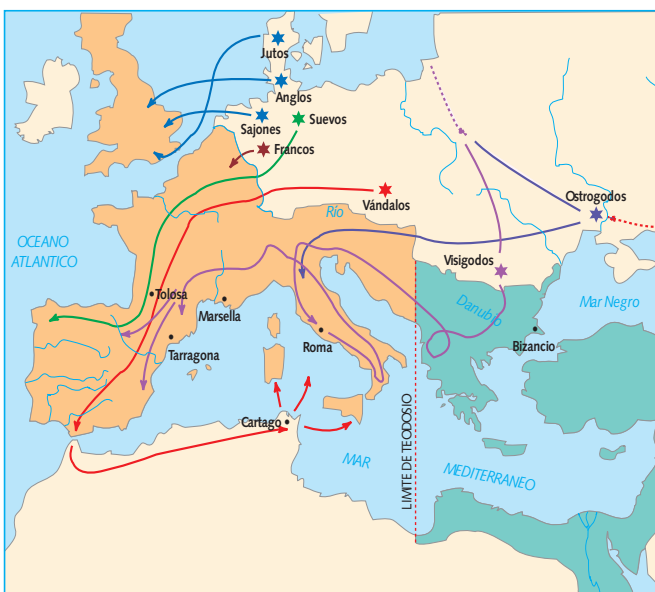 Jutos
Anglos
Sajones
Suevos
Francos
Vándalos
Río
Ostrogodos
OCEANO
ATLANTICO
Visigodos
Tolosa
Marsella
Danubio
Mar Negro
Tarragona
Roma
Bizancio
Cartago
MAR
MEDITERRANEO
LIMITE DE TEODOSIO